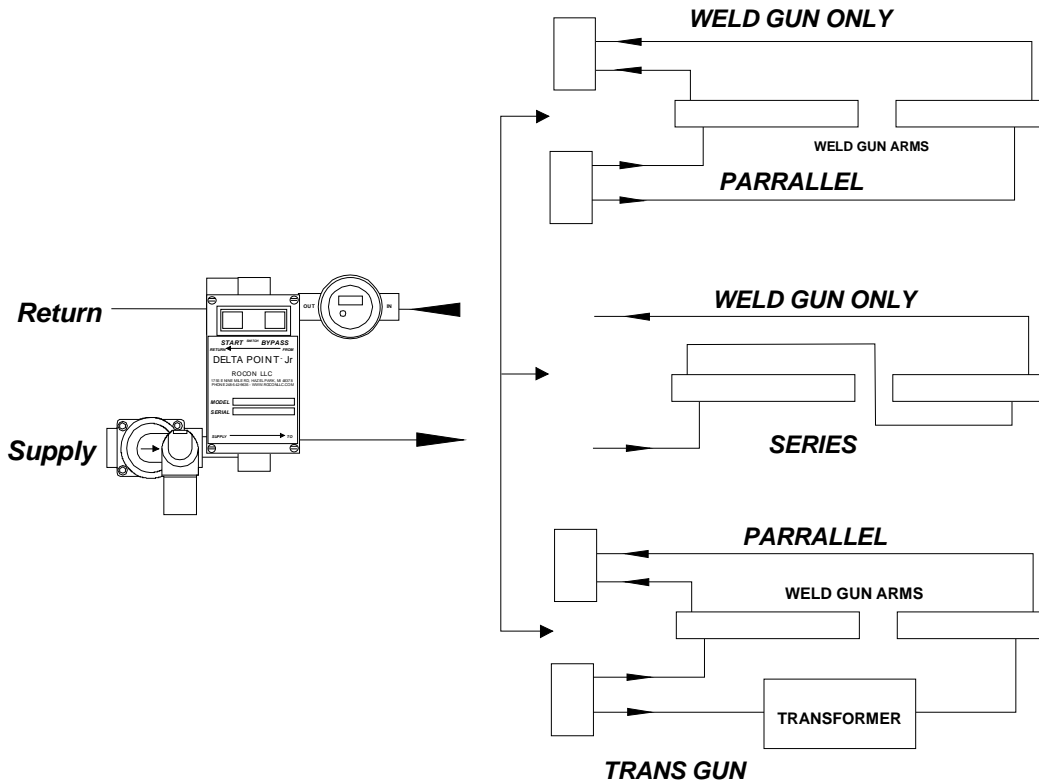 WELD GUN ONLY
WELD GUN ARMS
PARRALLEL
Return
OUT
IN
START SWITCH BYPASS
RETURN FROM
DELTA POINT- Jr
ROCON LLC
MODEL
SERIAL
SUPPLY TO
Supply
WELD GUN ONLY
SERIES
PARRALLEL
WELD GUN ARMS
TRANSFORMER
TRANS GUN